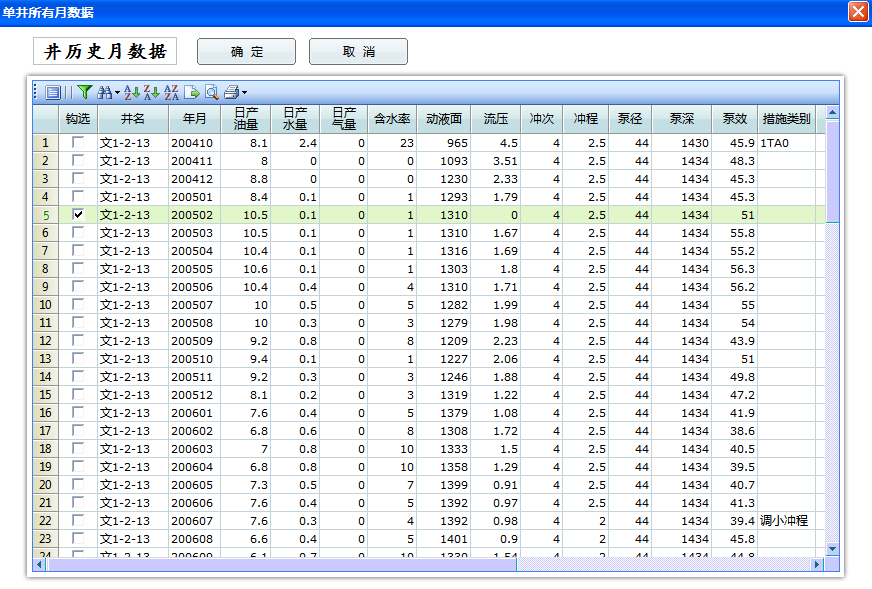 单井所有月数据
井历史月数据 确 定 取 消
钩选 井名 年月 日产油量 日产水量 日产气量 含水率 动液面 流压 冲次 冲程 泵径 泵深 泵效 措施类别
1 文1-2-13 200410 8.1 2.4 0 23 965 4.5 4 2.5 44 1430 45.9 1TA0
2 文1-2-13 200411 8 0 0 0 1093 3.51 4 2.5 44 1434 48.3
3 文1-2-13 200412 8.8 0 0 0 1230 2.33 4 2.5 44 1434 45.3
4 文1-2-13 200501 8.4 0.1 0 1 1293 1.79 4 2.5 44 1434 45.3
5 文1-2-13 200502 10.5 0.1 0 1 1310 0 4 2.5 44 1434 51
6 文1-2-13 200503 10.5 0.1 0 1 1310 1.67 4 2.5 44 1434 55.8
7 文1-2-13 200504 10.4 0.1 0 1 1316 1.69 4 2.5 44 1434 55.2
8 文1-2-13 200505 10.6 0.1 0 1 1303 1.8 4 2.5 44 1434 56.3
9 文1-2-13 200506 10.4 0.4 0 4 1310 1.71 4 2.5 44 1434 56.2
10 文1-2-13 200507 10 0.5 0 5 1282 1.99 4 2.5 44 1434 55
11 文1-2-13 200508 10 0.3 0 3 1279 1.98 4 2.5 44 1434 54
12 文1-2-13 200509 9.2 0.8 0 8 1209 2.23 4 2.5 44 1434 43.9
13 文1-2-13 200510 9.4 0.1 0 1 1227 2.06 4 2.5 44 1434 51
14 文1-2-13 200511 9.2 0.3 0 3 1246 1.88 4 2.5 44 1434 49.8
15 文1-2-13 200512 8.1 0.2 0 3 1319 1.22 4 2.5 44 1434 47.2
16 文1-2-13 200601 7.6 0.4 0 5 1379 1.08 4 2.5 44 1434 41.9
17 文1-2-13 200602 6.8 0.6 0 8 1308 1.72 4 2.5 44 1434 38.6
18 文1-2-13 200603 7 0.8 0 10 1333 1.5 4 2.5 44 1434 40.5
19 文1-2-13 200604 6.8 0.8 0 10 1358 1.29 4 2.5 44 1434 39.5
20 文1-2-13 200605 7.3 0.5 0 7 1399 0.91 4 2.5 44 1434 40.7
21 文1-2-13 200606 7.6 0.4 0 5 1392 0.97 4 2.5 44 1434 41.3
22 文1-2-13 200607 7.6 0.3 0 4 1392 0.98 4 2 44 1434 39.4 调小冲程
23 文1-2-13 200608 6.6 0.4 0 5 1401 0.9 4 2 44 1434 45.8
24 文1-2-13 200609 6.1 0.7 0 10 1330 1.54 4 2 44 1434 44.8